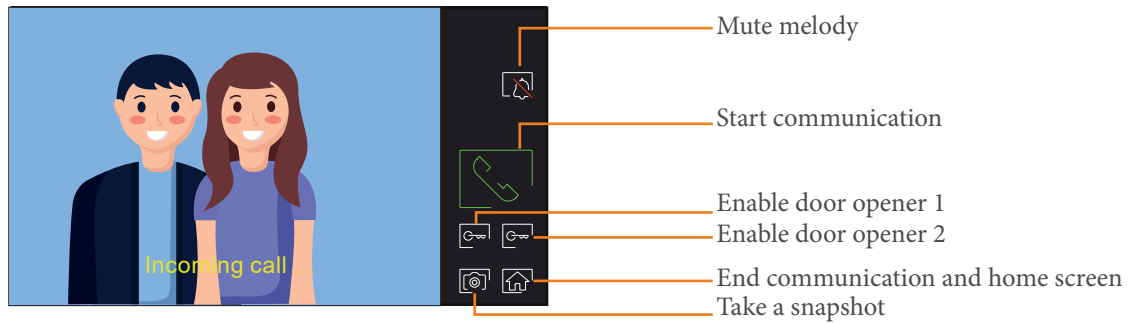 Mute melody
Start communication
Enable door opener 1
Enable door opener 2
Incoming call ...
End communication and home screen
Take a snapshot